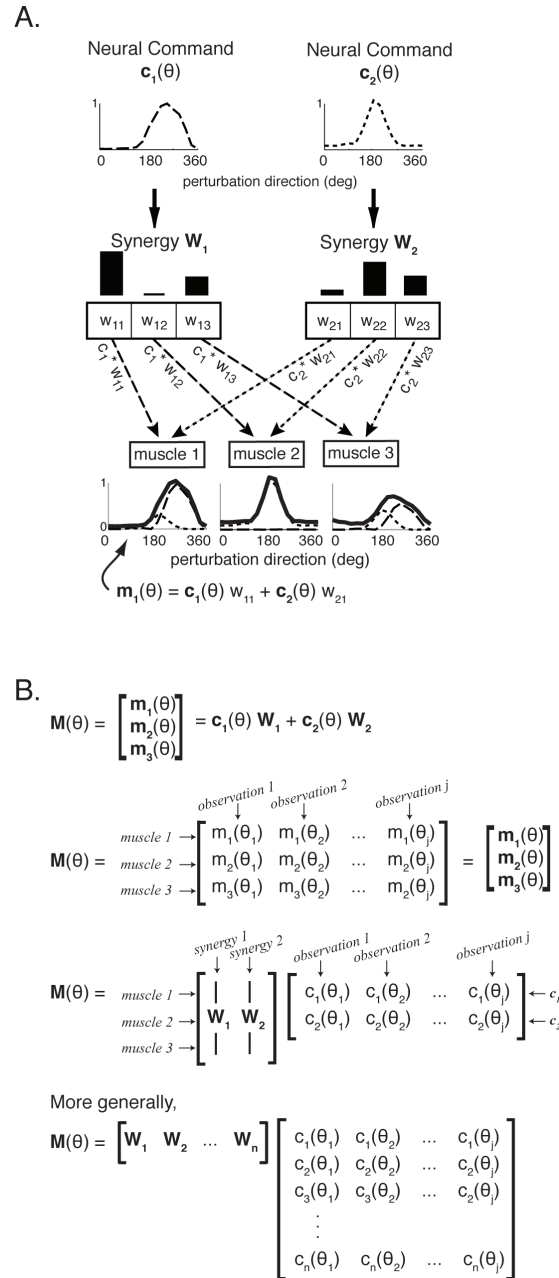 A.
Neural Command Neural Command
c₁(θ) c₂(θ)
1 1
0 180 360 0 180 360
perturbation direction (deg)
Synergy W₁ Synergy W₂
w₁₁ w₁₂ w₁₃ w₂₁ w₂₂ w₂₃
c₁* w₁₁ c₁* w₁₂ c₁* w₁₃ c₂* w₂₁ c₂* w₂₂ c₂* w₂₃
muscle 1 muscle 2 muscle 3
1
0
0 180 360 0 180 360 0 180 360
perturbation direction (deg)
m₁(θ) = c₁(θ) w₁₁ + c₂(θ) w₂₁
B.
m₁(θ)
M(θ) = m₂(θ) = c₁(θ) W₁ + c₂(θ) W₂
m₃(θ)
observation 1 observation 2 observation j
muscle 1 → m₁(θ₁) m₁(θ₂) ... m₁(θⱼ) m₁(θ)
M(θ) = muscle 2 → m₂(θ₁) m₂(θ₂) ... m₂(θⱼ) = m₂(θ)
muscle 3 → m₃(θ₁) m₃(θ₂) ... m₂(θⱼ) m₃(θ)
synergy 1 synergy 2 observation 1 observation 2 observation j
M(θ) = muscle 1 → c₁(θ₁) c₁(θ₂) ... c₁(θⱼ) ← c₁
muscle 2 → W₁ W₂ c₂(θ₁) c₂(θ₂) ... c₂(θⱼ) ← c₂
muscle 3 →
More generally,
M(θ) = [W₁ W₂ ... Wₙ] c₁(θ₁) c₁(θ₂) ... c₁(θⱼ)
c₂(θ₁) c₂(θ₂) ... c₂(θⱼ)
c₃(θ₁) c₃(θ₂) ... c₂(θⱼ)
⋮
cₙ(θ₁) cₙ(θ₂) ... cₙ(θⱼ)